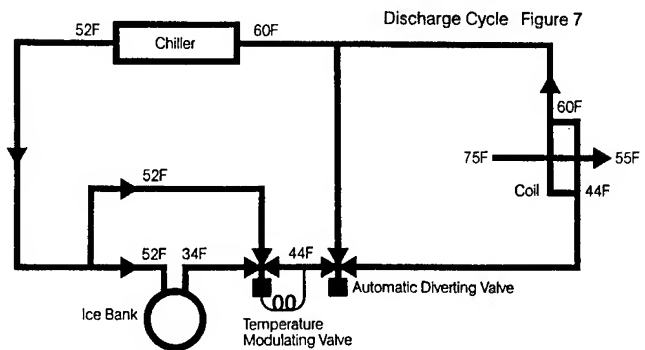 Discharge Cycle Figure 7
52F
Chiller
60F
60F
75F
55F
Coil
44F
52F
52F
34F
44F
Automatic Diverting Valve
Ice Bank
Temperature
Modulating Valve